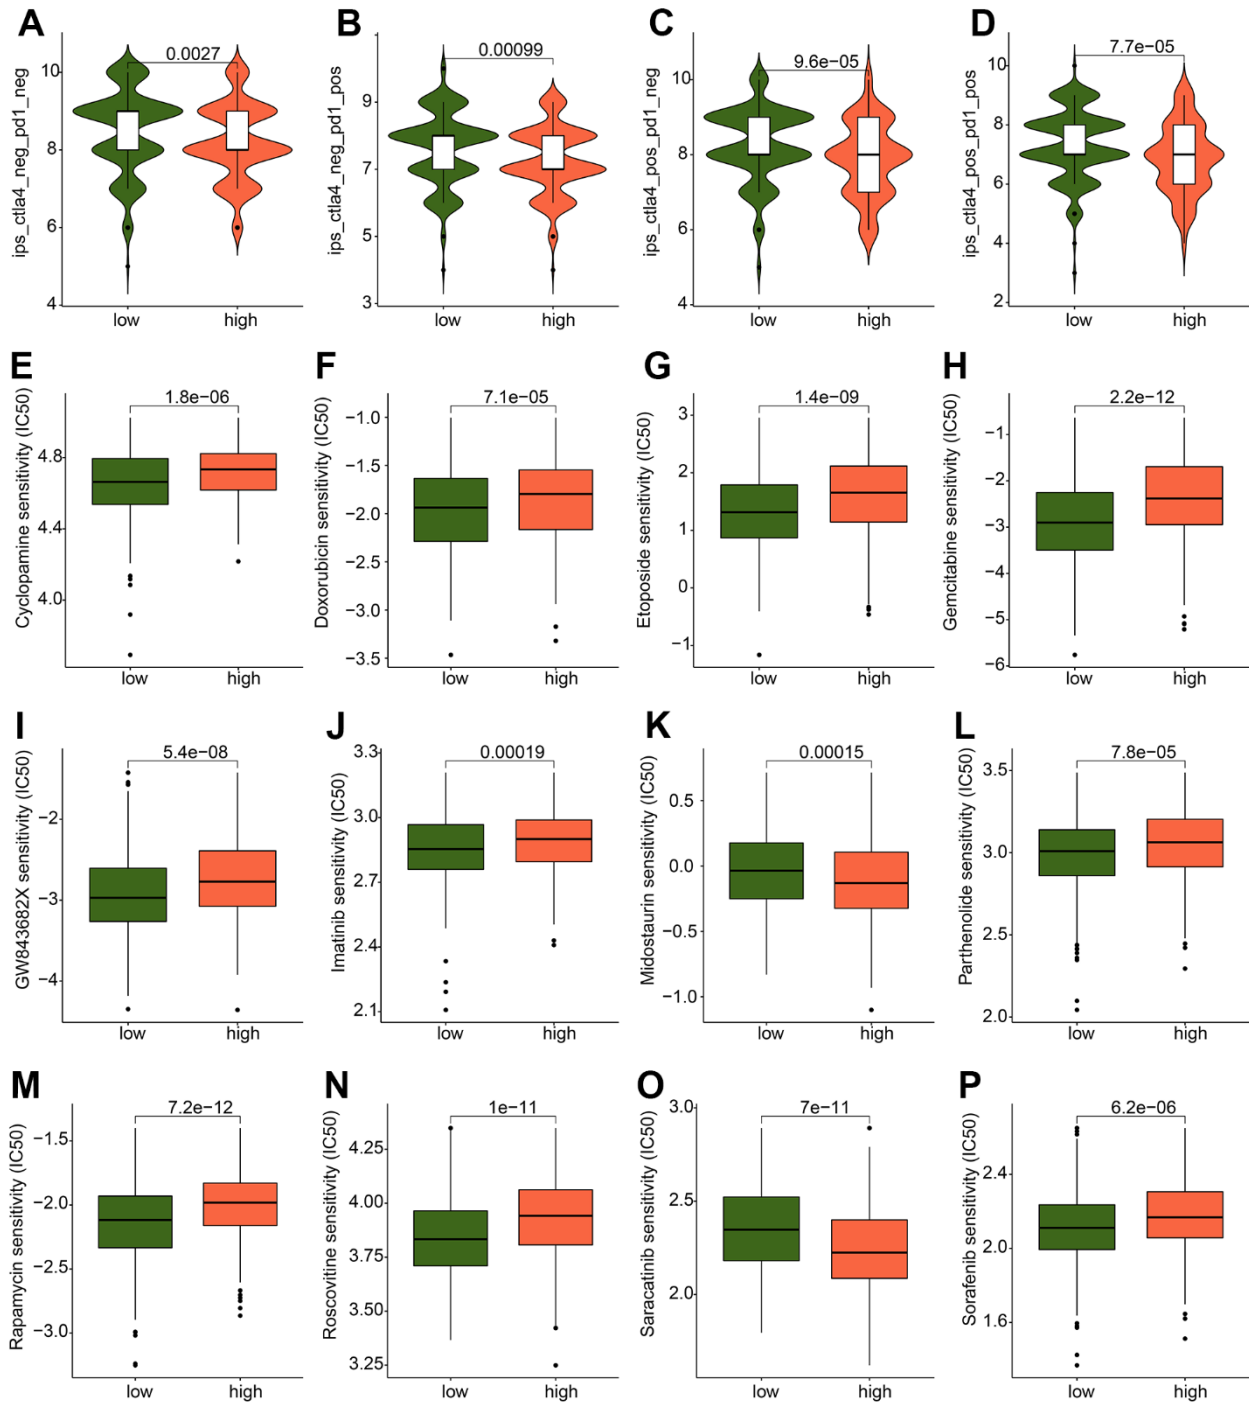 A
ips_ctla4_neg_pd1_neg
0.0027
10
8
6
4
low high
B
ips_ctla4_neg_pd1_pos
0.00099
9
7
5
3
low high
C
ips_ctla4_pos_pd1_neg
9.6e−05
10
8
6
4
low high
D
ips_ctla4_pos_pd1_pos
7.7e−05
10
8
6
4
2
low high
E
Cyclopamine sensitivity (IC50)
1.8e−06
4.8
4.4
4.0
low high
F
Doxorubicin sensitivity (IC50)
7.1e−05
−1.0
−1.5
−2.0
−2.5
−3.0
−3.5
low high
G
Etoposide sensitivity (IC50)
1.4e−09
3
2
1
0
−1
low high
H
Gemcitabine sensitivity (IC50)
2.2e−12
−1
−2
−3
−4
−5
−6
low high
I
GW843682X sensitivity (IC50)
5.4e−08
−2
−3
−4
low high
J
Imatinib sensitivity (IC50)
0.00019
3.3
3.0
2.7
2.4
2.1
low high
K
Midostaurin sensitivity (IC50)
0.00015
0.5
0.0
−0.5
−1.0
low high
L
Parthenolide sensitivity (IC50)
7.8e−05
3.5
3.0
2.5
2.0
low high
M
Rapamycin sensitivity (IC50)
7.2e−12
−1.5
−2.0
−2.5
−3.0
low high
N
Roscovitine sensitivity (IC50)
1e−11
4.25
4.00
3.75
3.50
3.25
low high
O
Saracatinib sensitivity (IC50)
7e−11
3.0
2.5
2.0
low high
P
Sorafenib sensitivity (IC50)
6.2e−06
2.4
2.0
1.6
low high